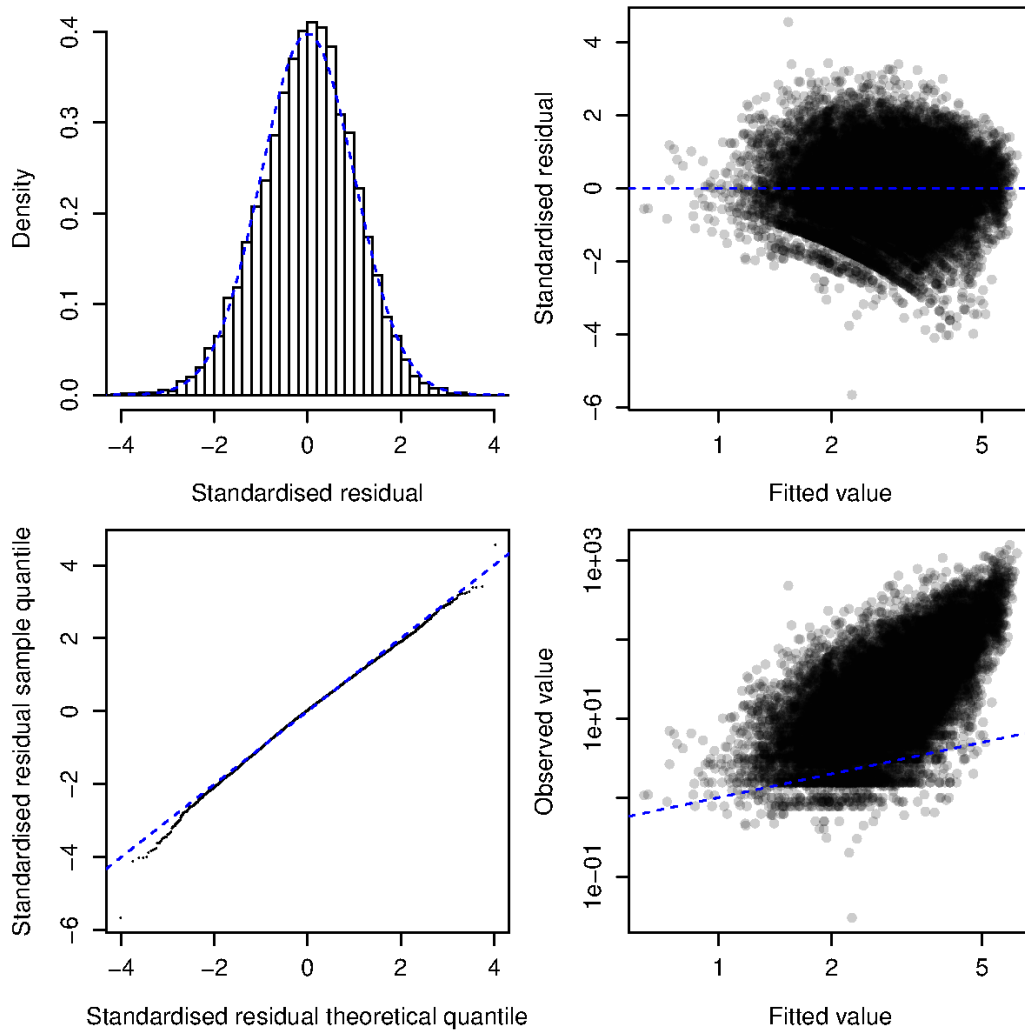 0.4
0.3
0.2
0.1
0.0
Density
−4 −2 0 2 4
Standardised residual
4
2
0
−2
−4
−6
Standardised residual
1 2 5
Fitted value
4
2
0
−2
−4
−6
Standardised residual sample quantile
−4 −2 0 2 4
Standardised residual theoretical quantile
1e+03
1e+01
1e−01
Observed value
1 2 5
Fitted value